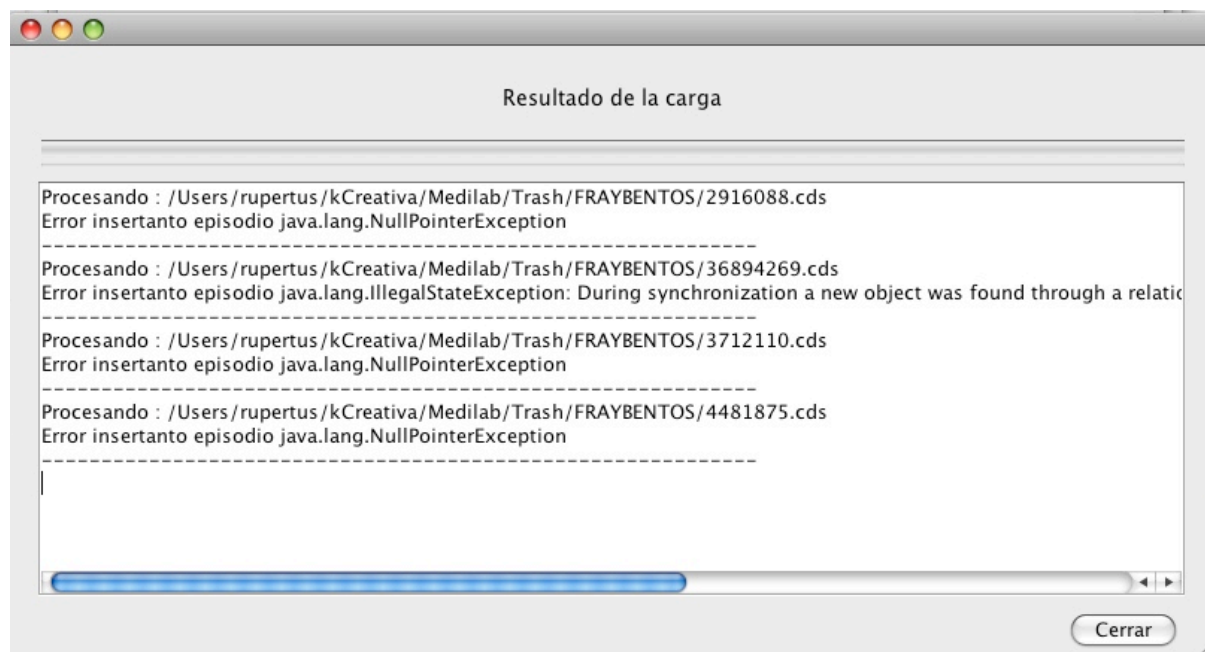 Resultado de la carga
Procesando : /Users/rupertus/kCreativa/Medilab/Trash/FRAYBENTOS/2916088.cds
Error insertanto episodio java.lang.NullPointerException
------------------------------------------------------------
Procesando : /Users/rupertus/kCreativa/Medilab/Trash/FRAYBENTOS/36894269.cds
Error insertanto episodio java.lang.IllegalStateException: During synchronization a new object was found through a relatic
------------------------------------------------------------
Procesando : /Users/rupertus/kCreativa/Medilab/Trash/FRAYBENTOS/3712110.cds
Error insertanto episodio java.lang.NullPointerException
------------------------------------------------------------
Procesando : /Users/rupertus/kCreativa/Medilab/Trash/FRAYBENTOS/4481875.cds
Error insertanto episodio java.lang.NullPointerException
------------------------------------------------------------
Cerrar